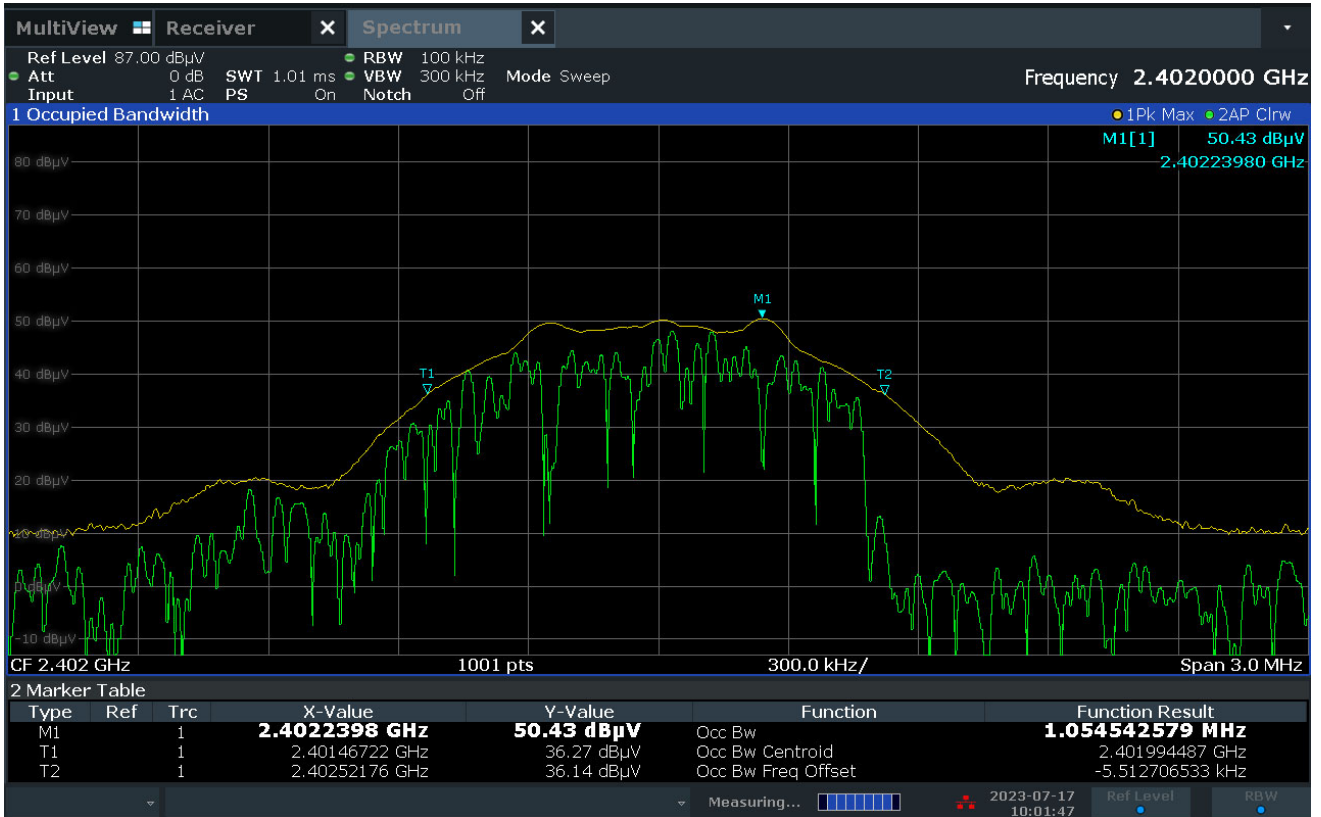 MultiView Receiver X Spectrum X
Ref Level 87.00 dBµV RBW 100 kHz
Att 0 dB SWT 1.01 ms VBW 300 kHz Mode Sweep Frequency 2.4020000 GHz
Input 1 AC PS On Notch Off
1 Occupied Bandwidth 1Pk Max 2AP Clrw
M1[1] 50.43 dBµV
2.40223980 GHz
80 dBµV
70 dBµV
60 dBµV
M1
50 dBµV
T1 T2
40 dBµV
30 dBµV
20 dBµV
10 dBµV
0 dBµV
-10 dBµV
CF 2.402 GHz 1001 pts 300.0 kHz/ Span 3.0 MHz
2 Marker Table
Type Ref Trc X-Value Y-Value Function Function Result
M1 1 2.4022398 GHz 50.43 dBµV Occ Bw 1.054542579 MHz
T1 1 2.40146722 GHz 36.27 dBµV Occ Bw Centroid 2.401994487 GHz
T2 1 2.40252176 GHz 36.14 dBµV Occ Bw Freq Offset -5.512706533 kHz
Measuring... 2023-07-17 Ref Level RBW
10:01:47